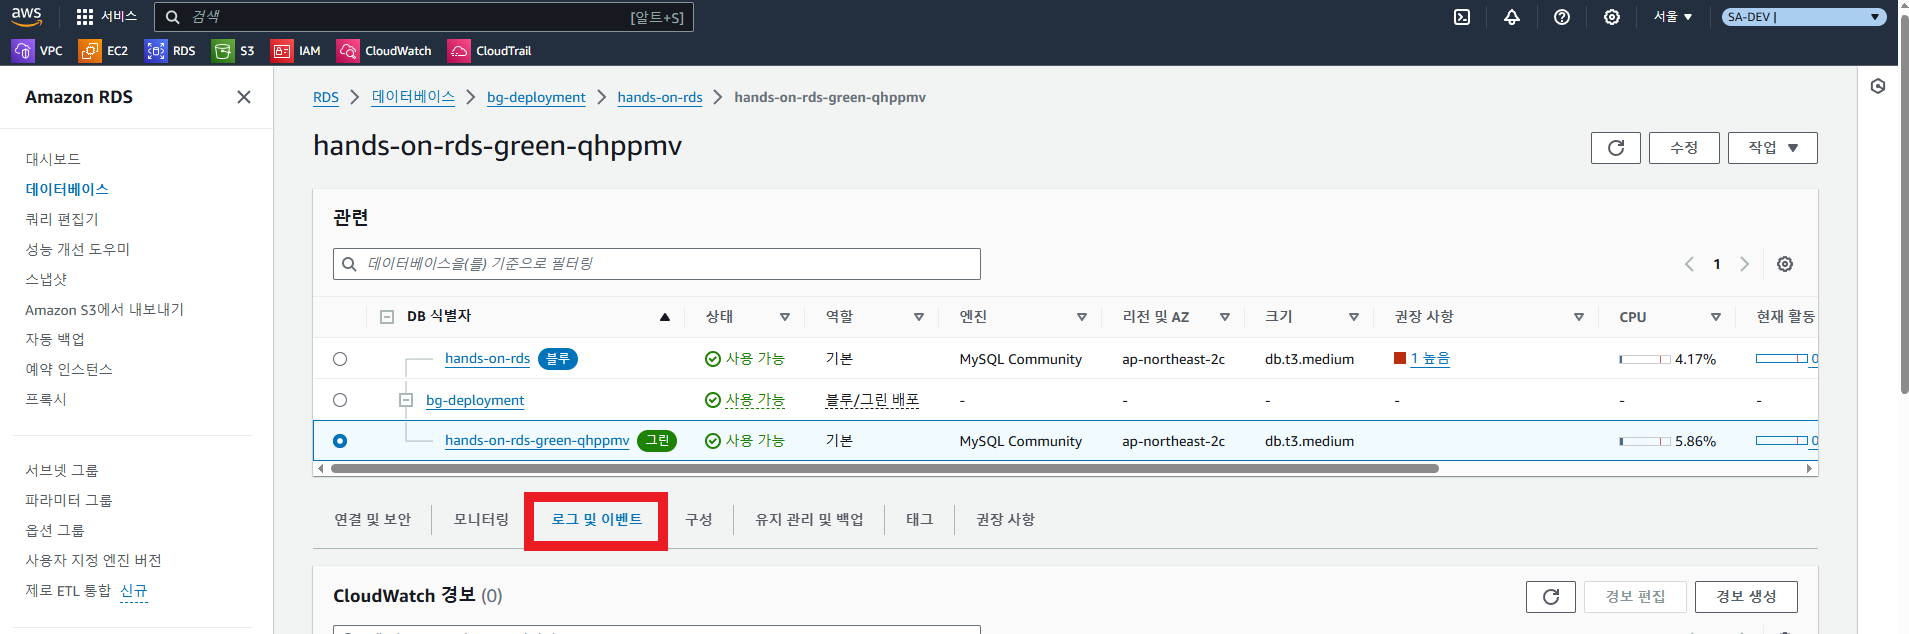 aws 서비스 검색 [알트+S] 서울 SA-DEV |
VPC EC2 RDS S3 IAM CloudWatch CloudTrail
Amazon RDS
대시보드
데이터베이스
쿼리 편집기
성능 개선 도우미
스냅샷
Amazon S3에서 내보내기
자동 백업
예약 인스턴스
프록시
서브넷 그룹
파라미터 그룹
옵션 그룹
사용자 지정 엔진 버전
제로 ETL 통합 신규
RDS 데이터베이스 bg-deployment hands-on-rds hands-on-rds-green-qhppmv
hands-on-rds-green-qhppmv
수정 작업
관련
데이터베이스을(를) 기준으로 필터링
1
DB 식별자 상태 역할 엔진 리전 및 AZ 크기 권장 사항 CPU 현재 활동
hands-on-rds 블루 사용 가능 기본 MySQL Community ap-northeast-2c db.t3.medium 1 높음 4.17% 0
bg-deployment 사용 가능 블루/그린 배포 - - - - - -
hands-on-rds-green-qhppmv 그린 사용 가능 기본 MySQL Community ap-northeast-2c db.t3.medium 5.86% 0
연결 및 보안 모니터링 로그 및 이벤트 구성 유지 관리 및 백업 태그 권장 사항
CloudWatch 경보 (0)
경보 편집 경보 생성